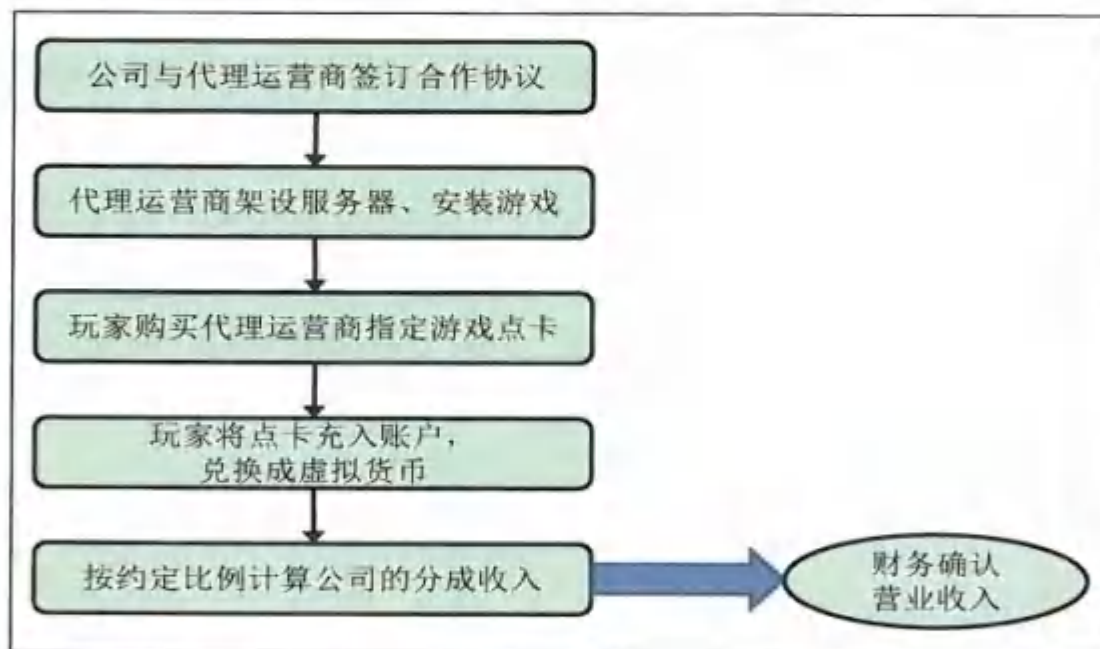 公司与代理运营商签订合作协议
代理运营商架设服务器、安装游戏
玩家购买代理运营商指定游戏点卡
玩家将点卡充入账户，
兑换成虚拟货币
按约定比例计算公司的分成收入
财务确认
营业收入